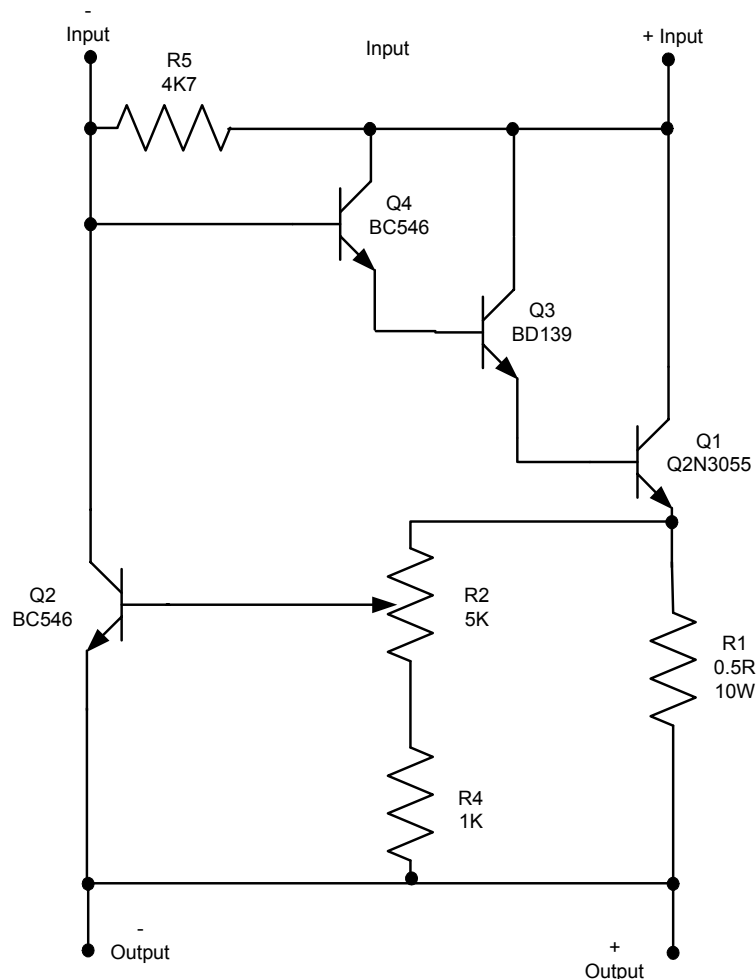 -
Input
Input
+ Input
R5
4K7
Q4
BC546
Q3
BD139
Q1
Q2N3055
Q2
BC546
R2
5K
R1
0.5R
10W
R4
1K
-
Output
+
Output